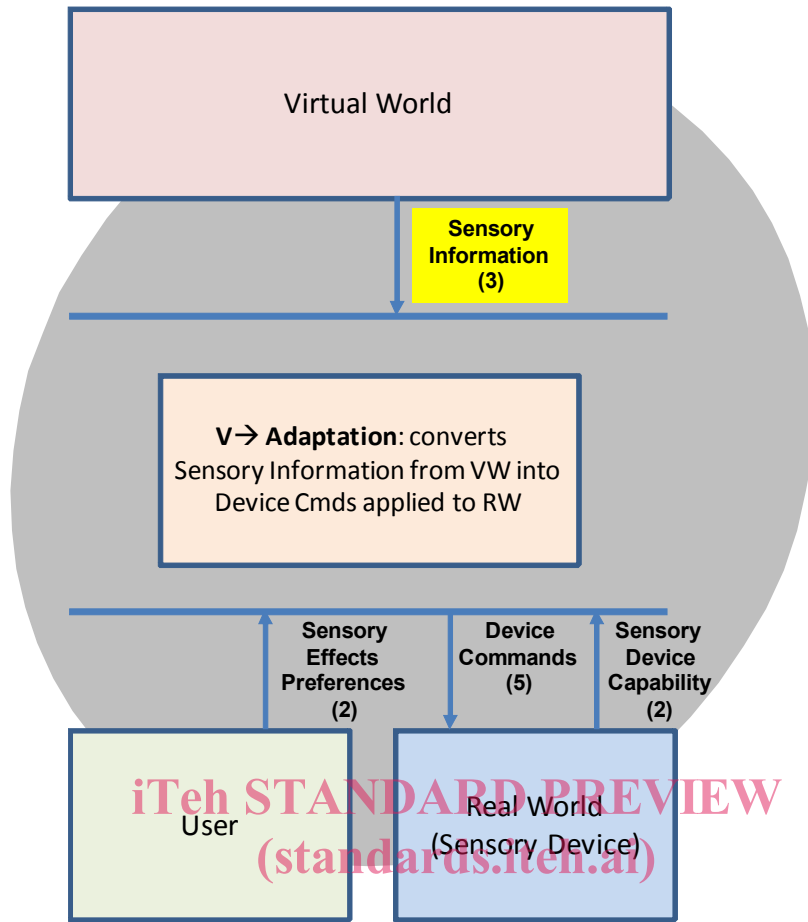 Virtual World
Sensory
Information
(3)
V→ Adaptation: converts
Sensory Information from VW into
Device Cmds applied to RW
Sensory
Effects
Preferences
(2)
Device
Commands
(5)
Sensory
Device
Capability
(2)
iTeh STANDARD PREVIEW
(standards.iteh.ai)
User
Real World
(Sensory Device)